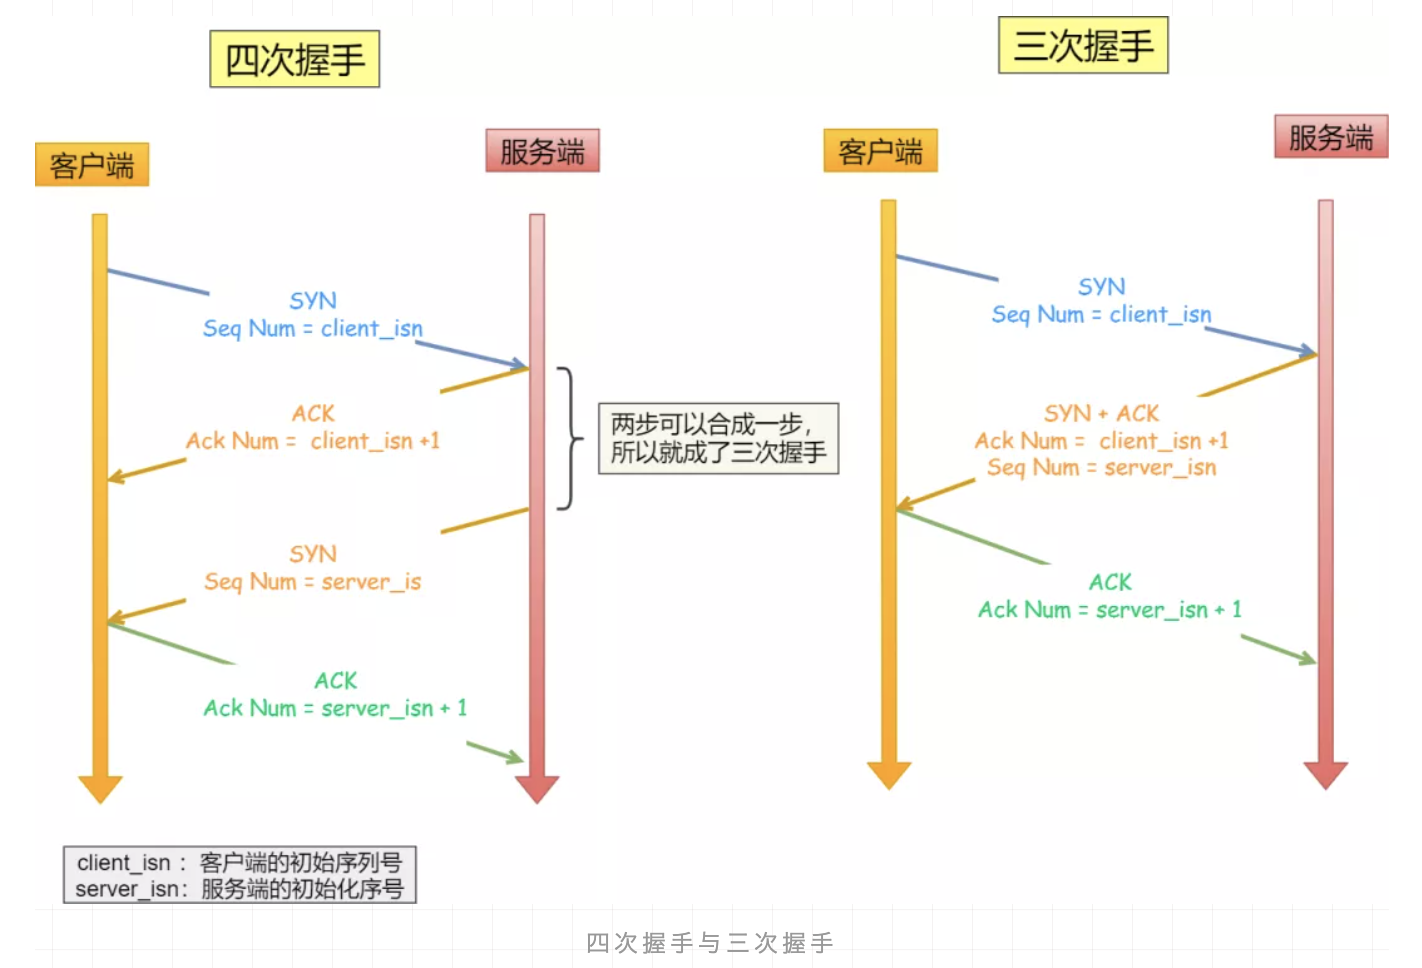 四次握手
客户端
服务端
SYN
Seq Num = client_isn
ACK
Ack Num = client_isn +1
SYN
Seq Num = server_is
ACK
Ack Num = server_isn + 1
两步可以合成一步，
所以就成了三次握手
三次握手
客户端
服务端
SYN
Seq Num = client_isn
SYN + ACK
Ack Num = client_isn +1
Seq Num = server_isn
ACK
Ack Num = server_isn + 1
client_isn： 客户端的初始序列号
server_isn： 服务端的初始化序号
四次握手与三次握手